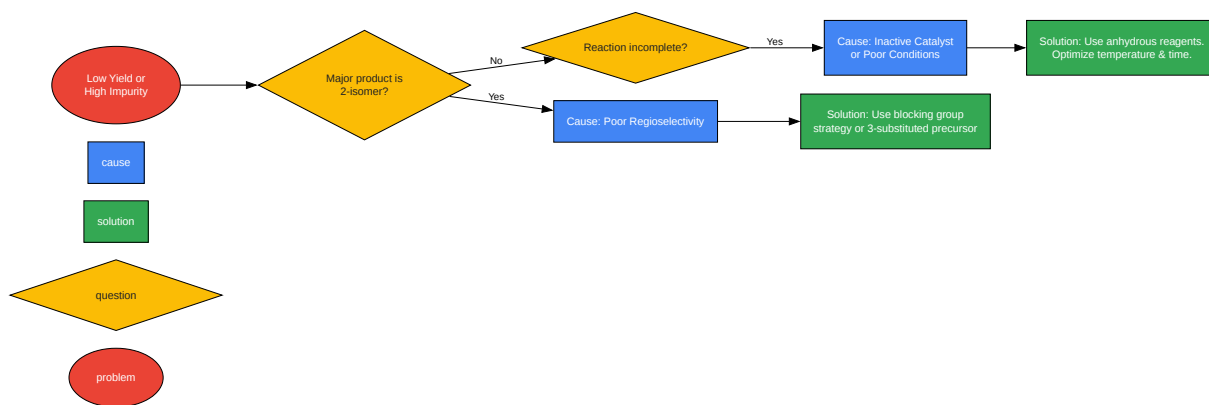 Low Yield or
High Impurity
Major product is
2-isomer?
No
Reaction incomplete?
Yes
Cause: Inactive Catalyst
or Poor Conditions
Solution: Use anhydrous reagents.
Optimize temperature & time.
Yes
Cause: Poor Regioselectivity
Solution: Use blocking group
strategy or 3-substituted precursor
cause
solution
question
problem